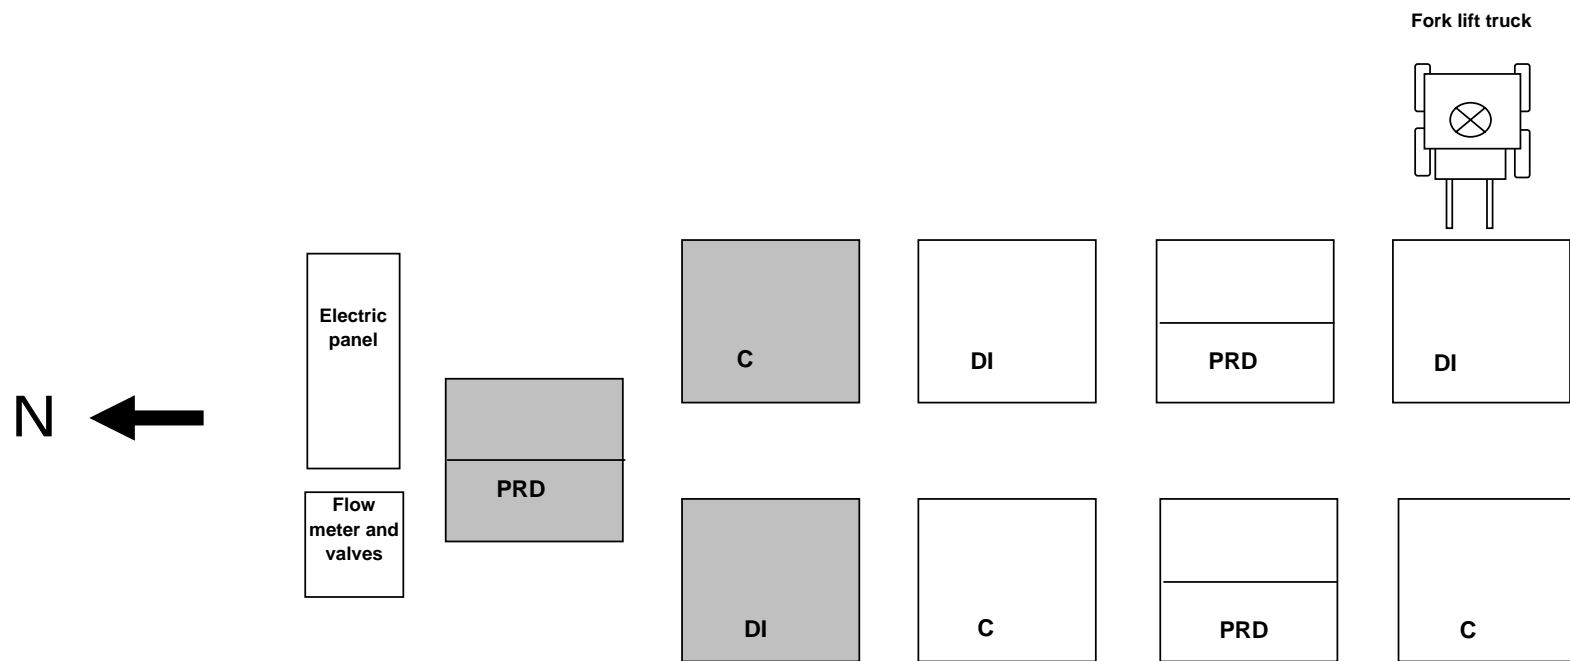 Fork lift truck
Electric
panel
C
DI
PRD
DI
N
PRD
Flow
meter and
valves
DI
C
PRD
C